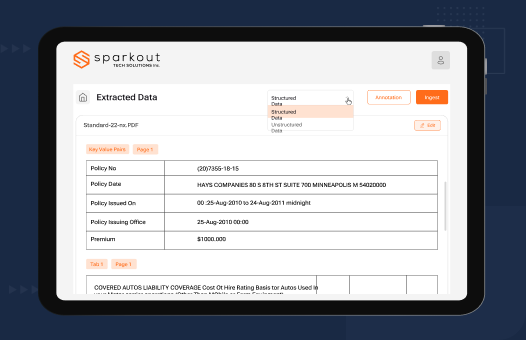 sparkout
TECH SOLUTIONS Inc.
Extracted Data
Structured
Data
Structured
Data
Unstructured
Data
Annotation
Ingest
Standard-22-nx.PDF
Edit
Key,Value Paire Page 1
Policy No (20)7355-18-15
Policy Date HAYS COMPANIES 80 S 8TH ST SUITE 700 MINNEAPOLIS M 54020000
Policy Issued On 00 :25-Aug-2010 to 24-Aug-2011 midnight
Policy Issuing Office 25-Aug-2010 00:00
Premium $1000.000
Tab 1 Page 1
COVERED AUTOS LIABILITY COVERAGE Cost Ot Hire Rating Basis tor Autos Used In